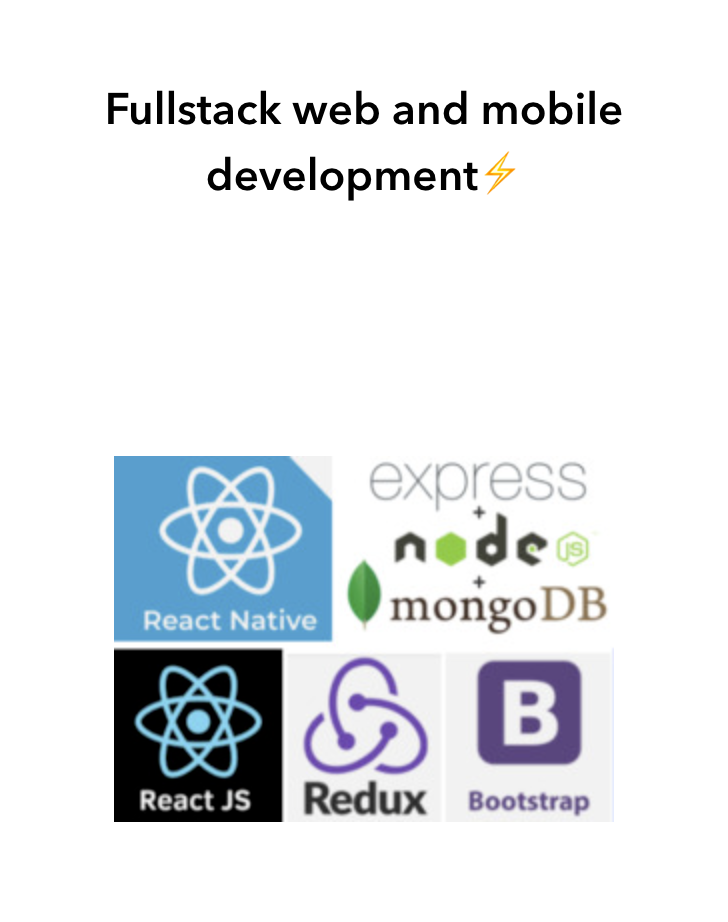 Fullstack web and mobile
development⚡
React Native
express
+
node JS
+
mongoDB
React JS
Redux
B
Bootstrap